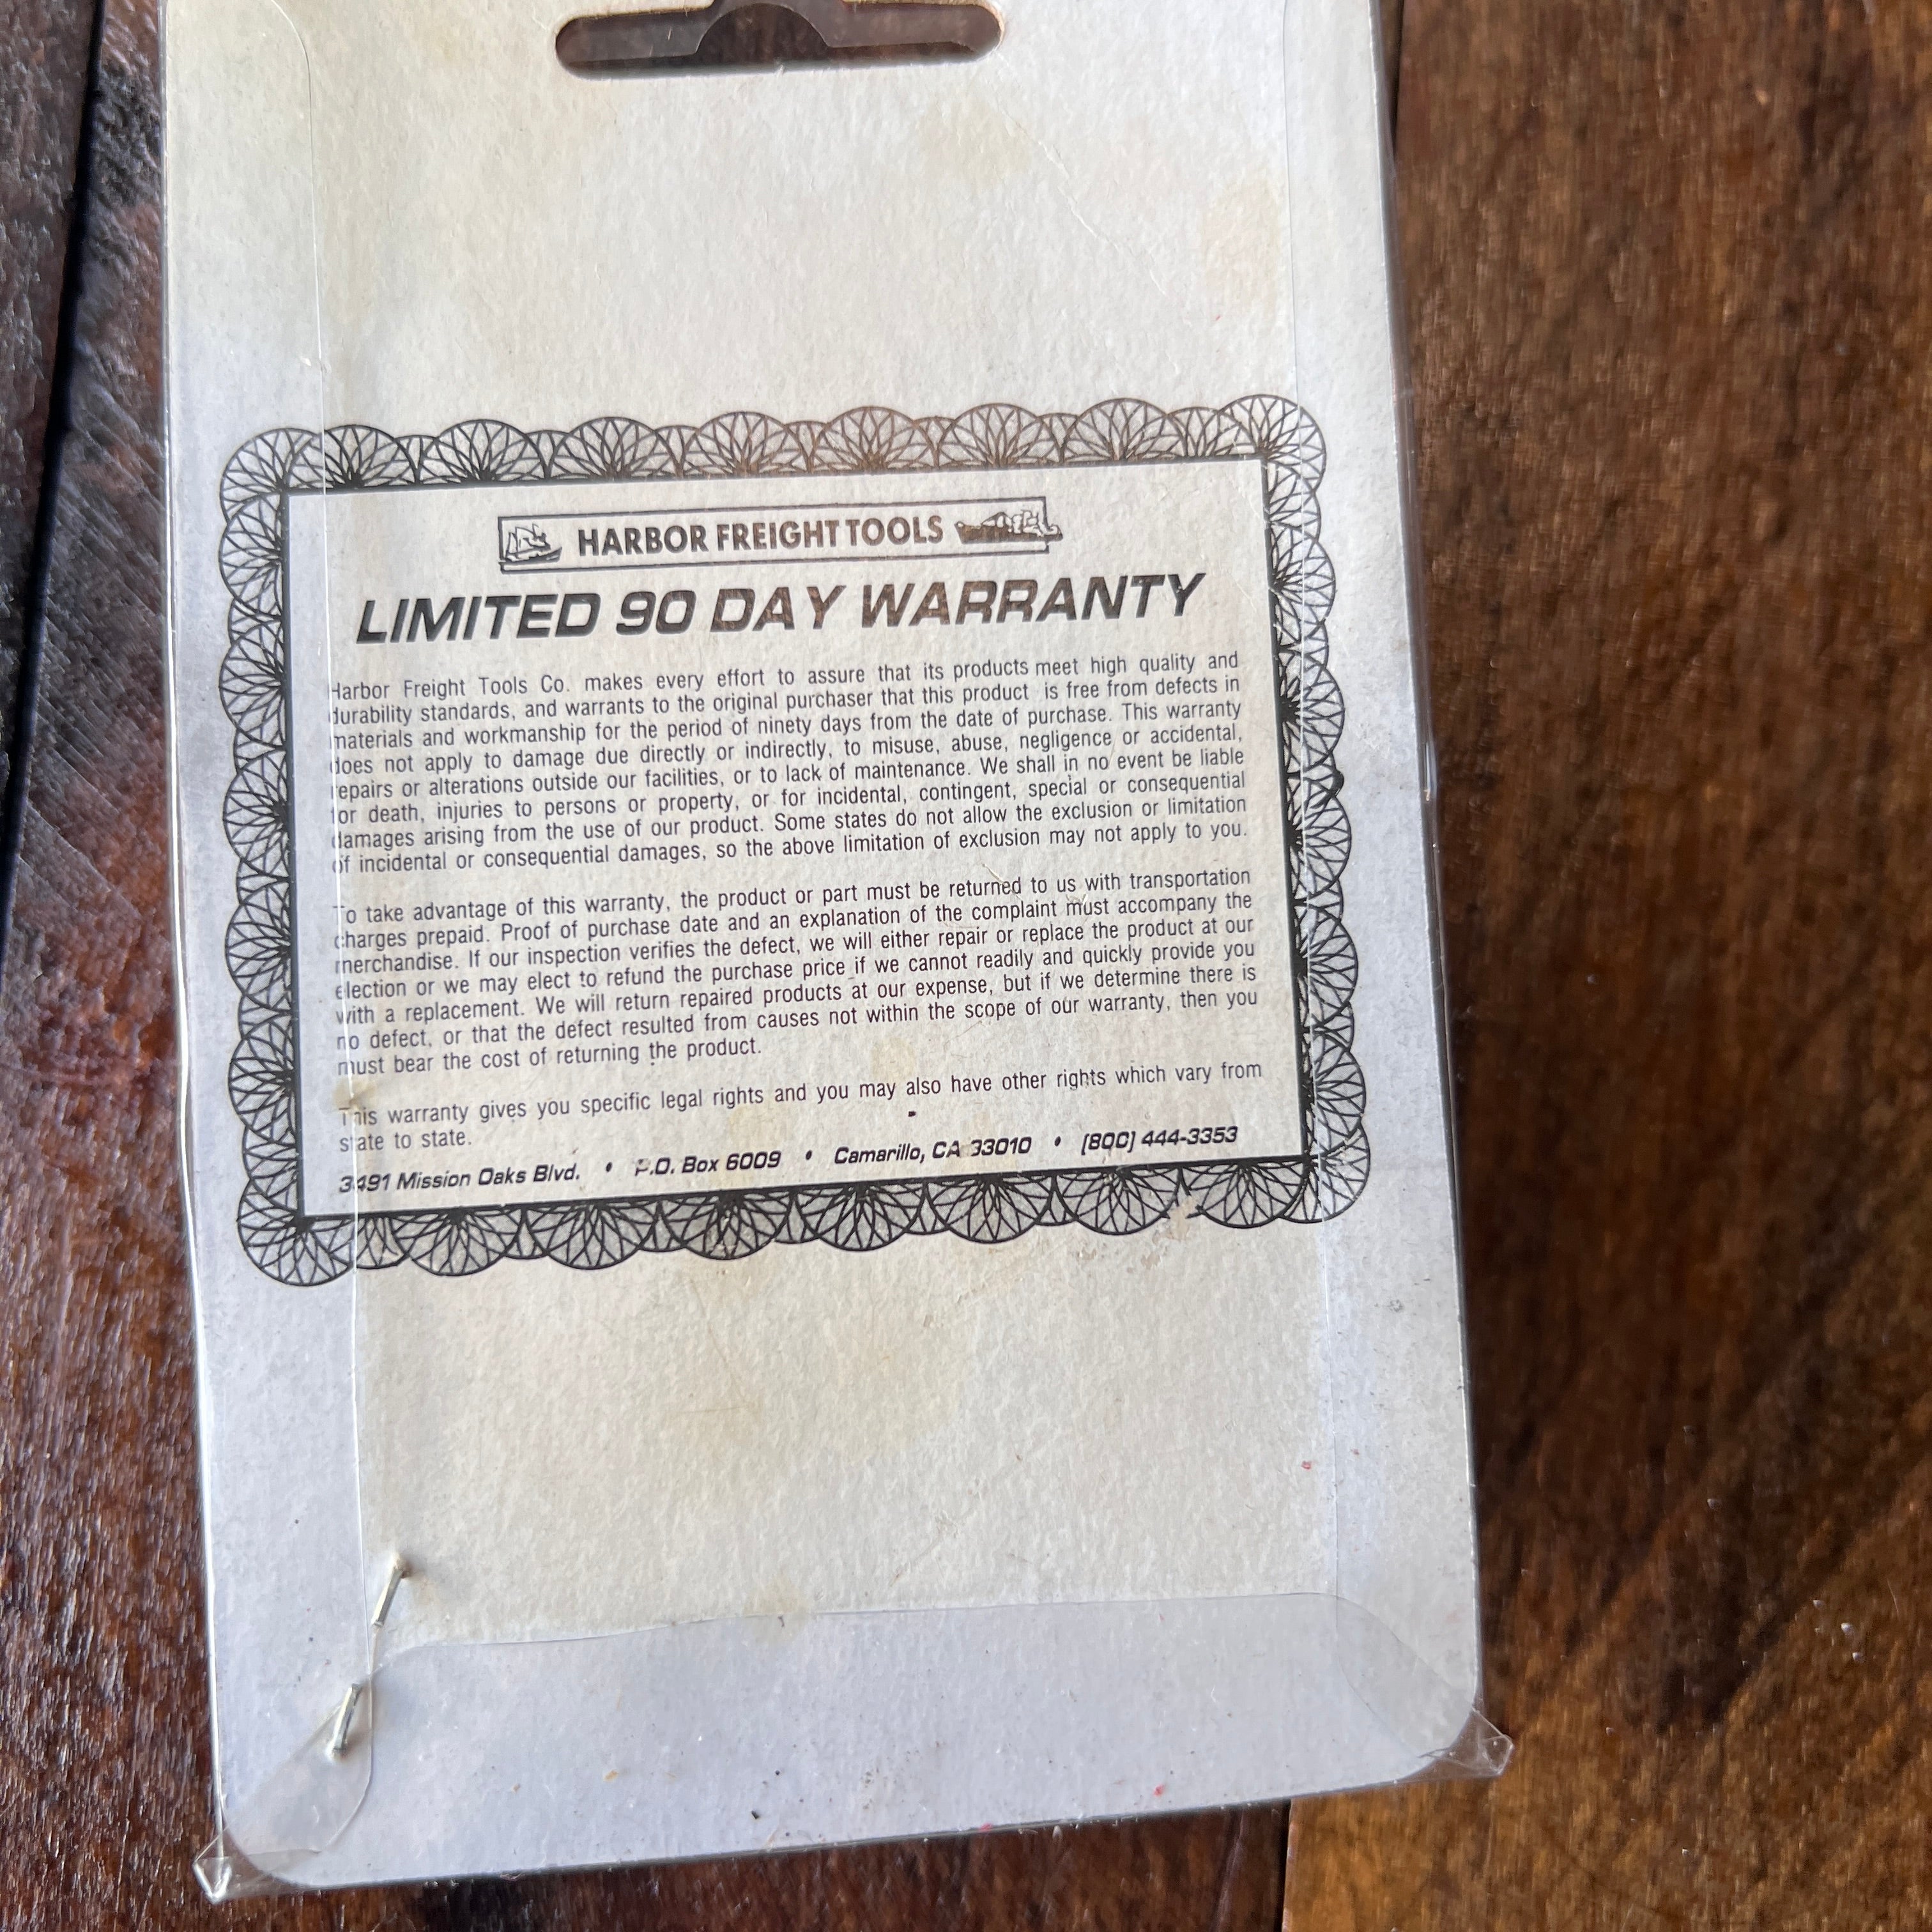 HARBOR FREIGHT TOOLS
LIMITED 90 DAY WARRANTY
Harbor Freight Tools Co. makes every effort to assure that its products meet high quality and
durability standards, and warrants to the original purchaser that this product is free from defects in
materials and workmanship for the period of ninety days from the date of purchase. This warranty
does not apply to damage due directly or indirectly, to misuse, abuse, negligence or accidental,
repairs or alterations outside our facilities, or to lack of maintenance. We shall in no event be liable
for death, injuries to persons or property, or for incidental, contingent, special or consequential
damages arising from the use of our product. Some states do not allow the exclusion or limitation
of incidental or consequential damages, so the above limitation of exclusion may not apply to you.
To take advantage of this warranty, the product or part must be returned to us with transportation
charges prepaid. Proof of purchase date and an explanation of the complaint must accompany the
merchandise. If our inspection verifies the defect, we will either repair or replace the product at our
election or we may elect to refund the purchase price if we cannot readily and quickly provide you
with a replacement. We will return repaired products at our expense, but if we determine there is
no defect, or that the defect resulted from causes not within the scope of our warranty, then you
must bear the cost of returning the product.
This warranty gives you specific legal rights and you may also have other rights which vary from
state to state.
3491 Mission Oaks Blvd. • P.O. Box 6009 • Camarillo, CA 93010 • (800) 444-3353